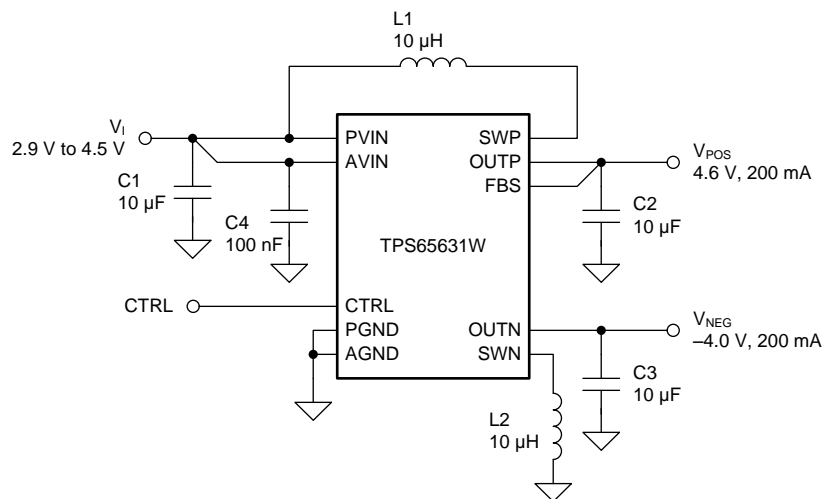 L1
10 µH
VI
2.9 V to 4.5 V
PVIN
SWP
AVIN
OUTP
FBS
VPOS
4.6 V, 200 mA
C1
10 µF
C4
100 nF
C2
10 µF
TPS65631W
CTRL
CTRL
PGND
AGND
OUTN
SWN
VNEG
–4.0 V, 200 mA
C3
10 µF
L2
10 µH